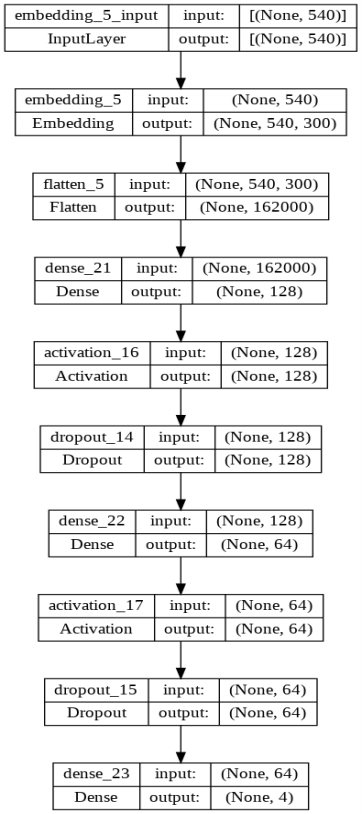 embedding_5_input input: [(None, 540)]
InputLayer output: [(None, 540)]
embedding_5 input: (None, 540)
Embedding output: (None, 540, 300)
flatten_5 input: (None, 540, 300)
Flatten output: (None, 162000)
dense_21 input: (None, 162000)
Dense output: (None, 128)
activation_16 input: (None, 128)
Activation output: (None, 128)
dropout_14 input: (None, 128)
Dropout output: (None, 128)
dense_22 input: (None, 128)
Dense output: (None, 64)
activation_17 input: (None, 64)
Activation output: (None, 64)
dropout_15 input: (None, 64)
Dropout output: (None, 64)
dense_23 input: (None, 64)
Dense output: (None, 4)